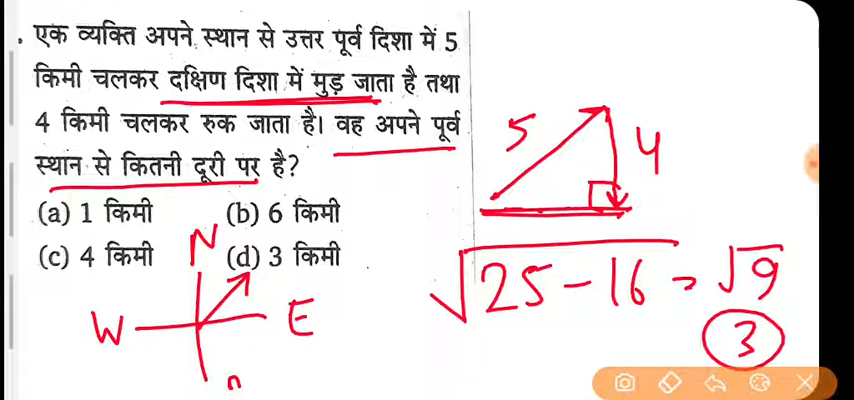 . एक व्यक्ति अपने स्थान से उत्तर पूर्व दिशा में 5
किमी चलकर दक्षिण दिशा में मुड़ जाता है तथा
4 किमी चलकर रुक जाता है। वह अपने पूर्व
स्थान से कितनी दूरी पर है?
(a) 1 किमी (b) 6 किमी
(c) 4 किमी (d) 3 किमी
N
W E
5 4
√25-16 = √9
3